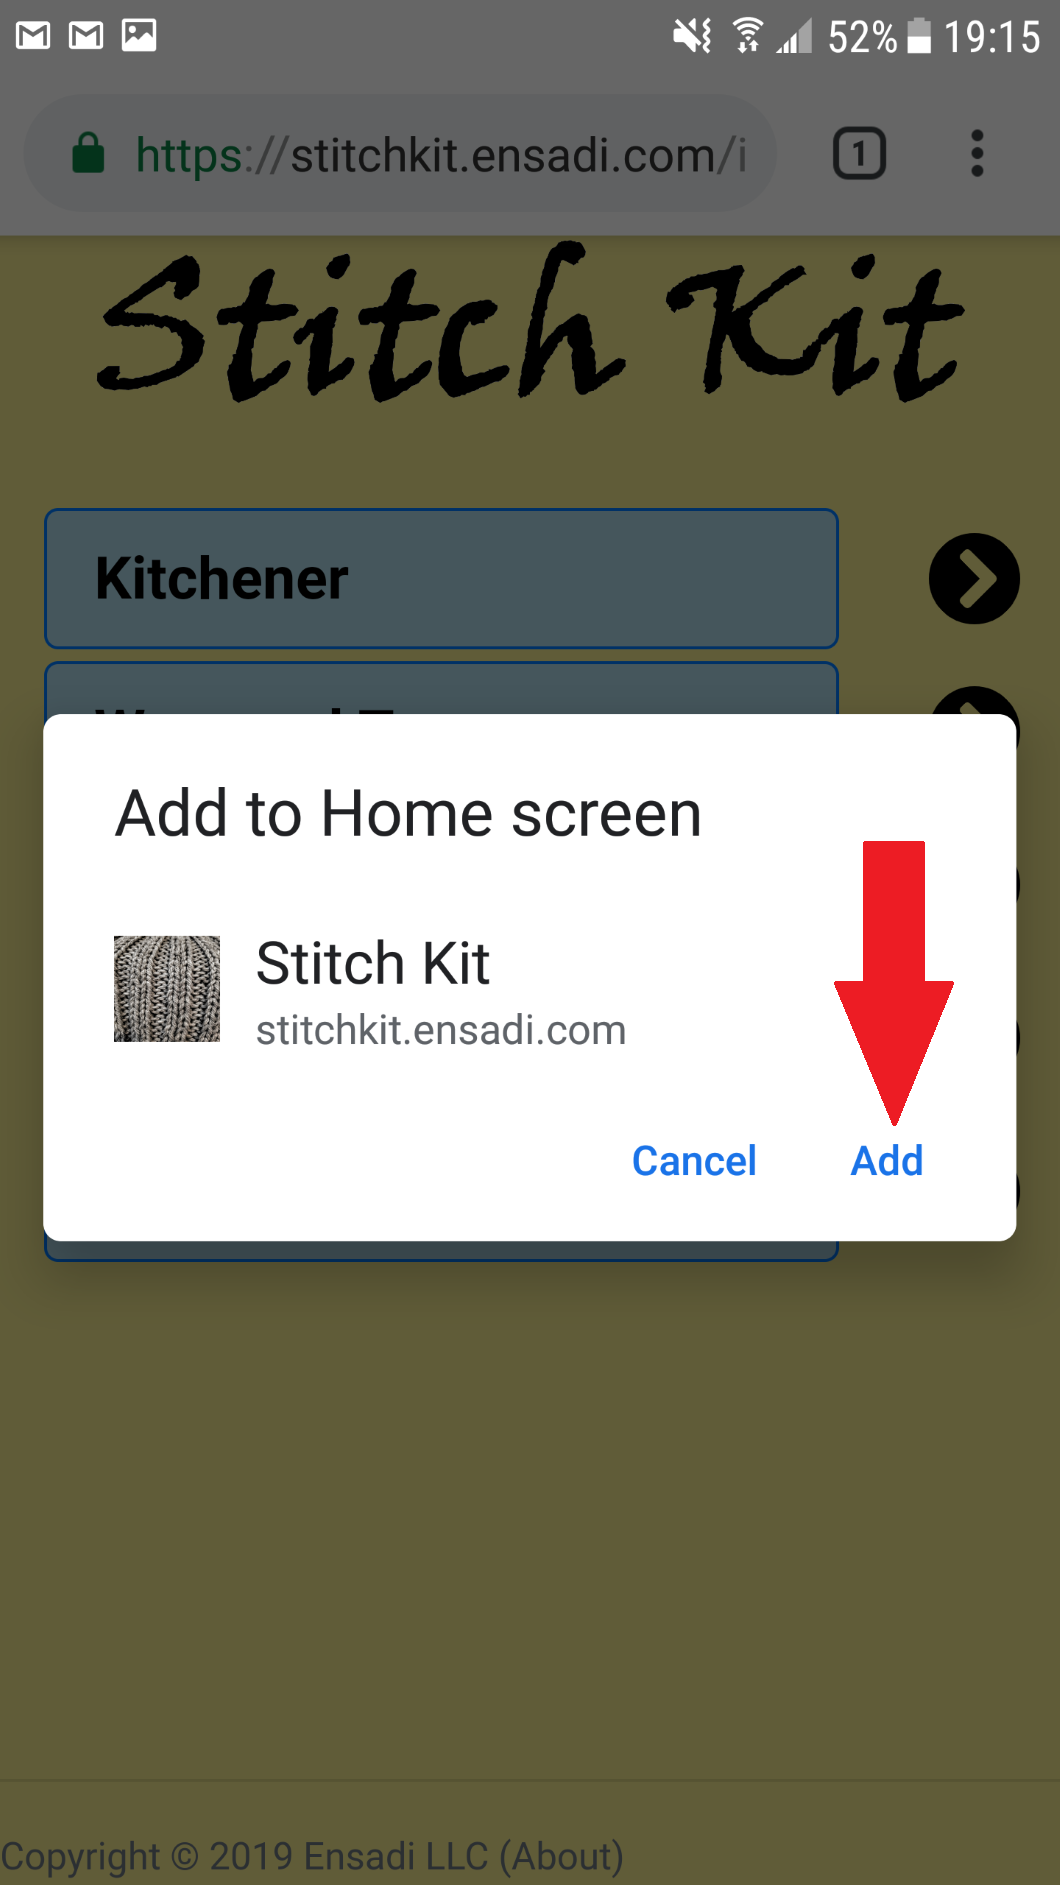 52% 19:15
https://stitchkit.ensadi.com/i 1
Stitch Kit
Kitchener
Add to Home screen
Stitch Kit
stitchkit.ensadi.com
Cancel Add
Copyright © 2019 Ensadi LLC (About)